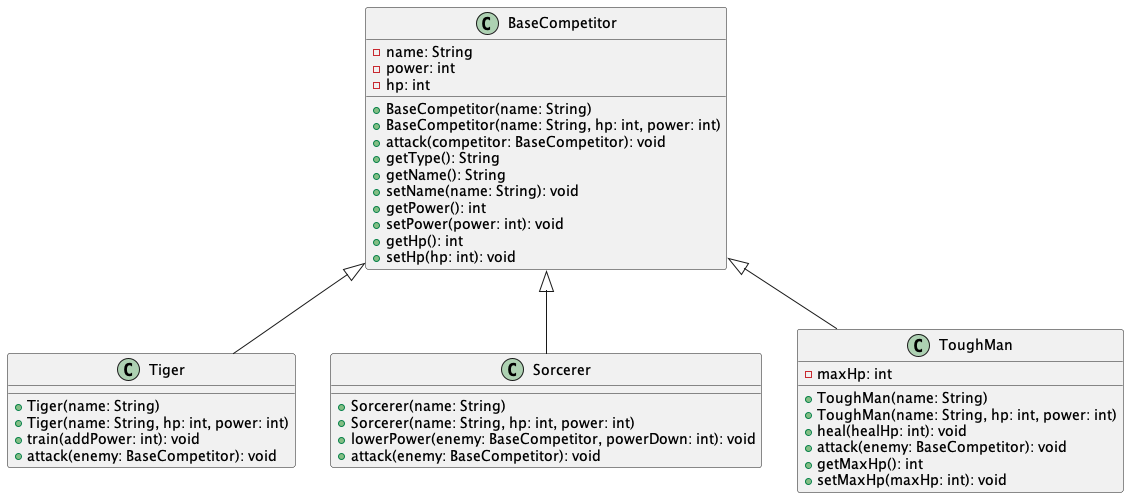 C BaseCompetitor
name: String
power: int
hp: int
BaseCompetitor(name: String)
BaseCompetitor(name: String, hp: int, power: int)
attack(competitor: BaseCompetitor): void
getType(): String
getName(): String
setName(name: String): void
getPower(): int
setPower(power: int): void
getHp(): int
setHp(hp: int): void
C Tiger
Tiger(name: String)
Tiger(name: String, hp: int, power: int)
train(addPower: int): void
attack(enemy: BaseCompetitor): void
C Sorcerer
Sorcerer(name: String)
Sorcerer(name: String, hp: int, power: int)
lowerPower(enemy: BaseCompetitor, powerDown: int): void
attack(enemy: BaseCompetitor): void
C ToughMan
maxHp: int
ToughMan(name: String)
ToughMan(name: String, hp: int, power: int)
heal(healHp: int): void
attack(enemy: BaseCompetitor): void
getMaxHp(): int
setMaxHp(maxHp: int): void